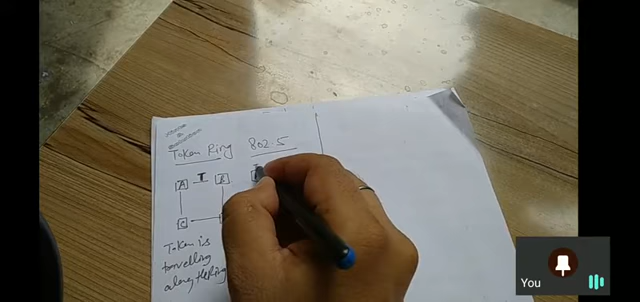 Token Ring 802.5
A T B
C
Token is
travelling
along the ring
You